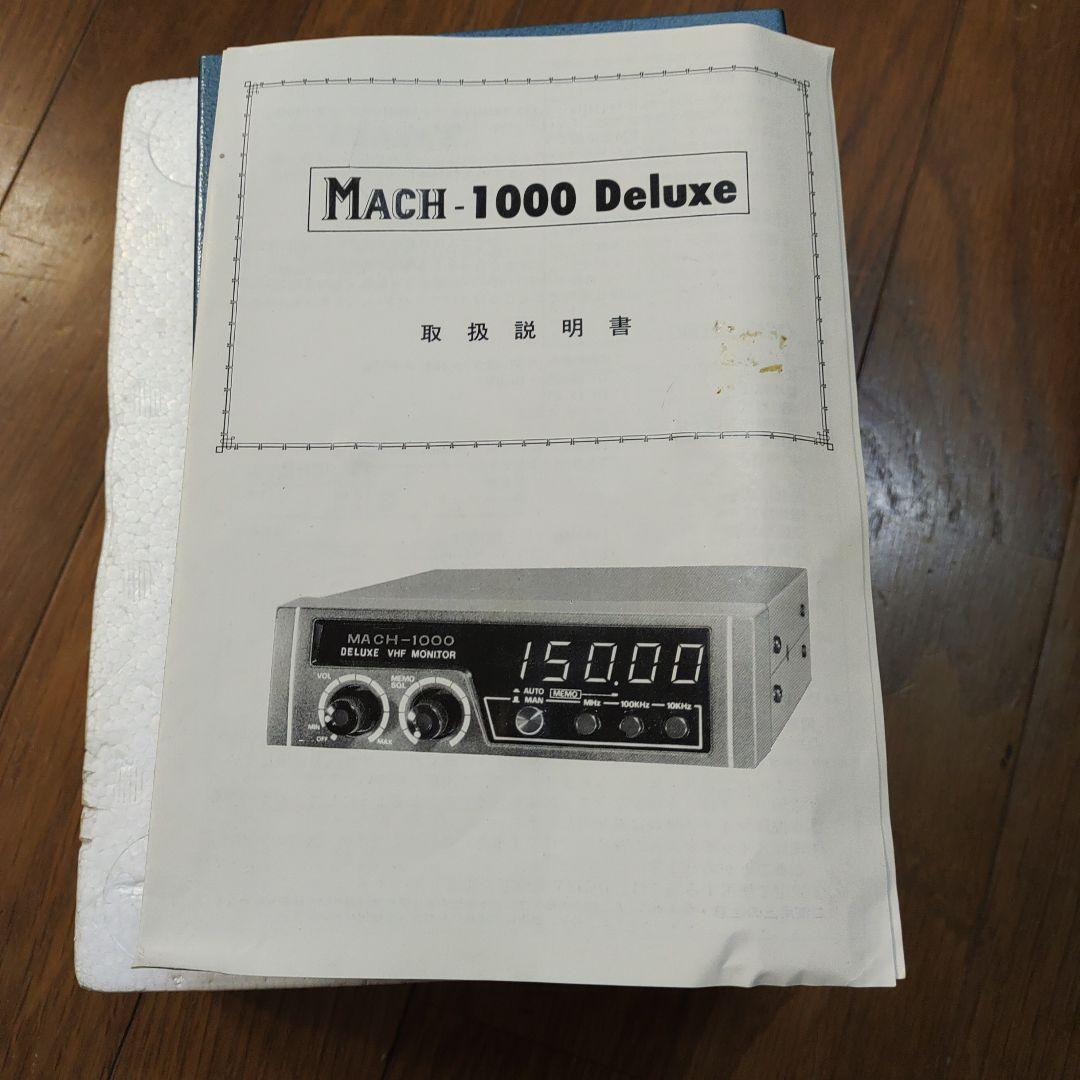 MACH-1000 Deluxe
取扱説明書
MACH-1000
DELUXE VHF MONITOR
150.00
VOL
MEMO
SQL
AUTO
MAN
MEMO
MHz
100KHz
10KHz
MIN
OFF
MAX